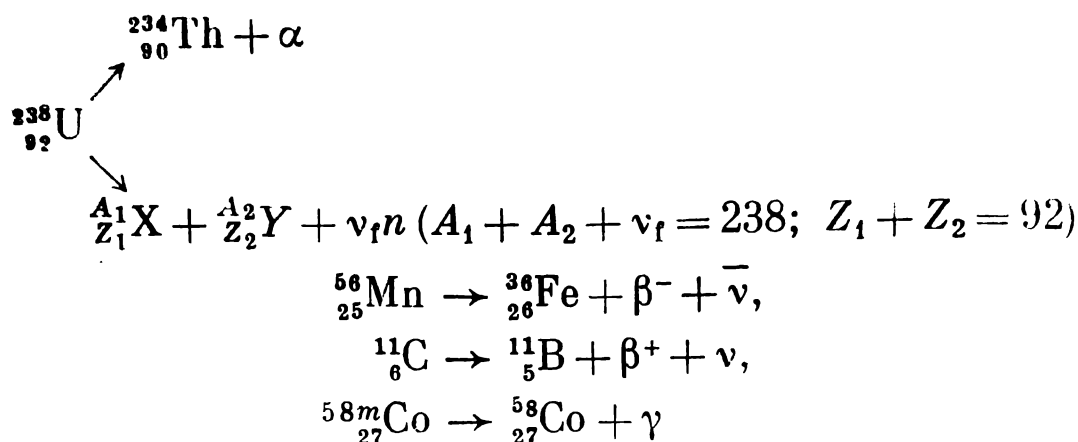 ²³⁴₉₀Th + α
²³⁸₉₂U
↗
↘
^{A₁}_{Z₁}X + ^{A₂}_{Z₂}Y + ν_f n (A₁ + A₂ + ν_f = 238; Z₁ + Z₂ = 92)
⁵⁶₂₅Mn → ³⁶₂₆Fe + β⁻ + ν̅,
¹¹₆C → ¹¹₅B + β⁺ + ν,
⁵⁸ᵐ₂₇Co → ⁵⁸₂₇Co + γ